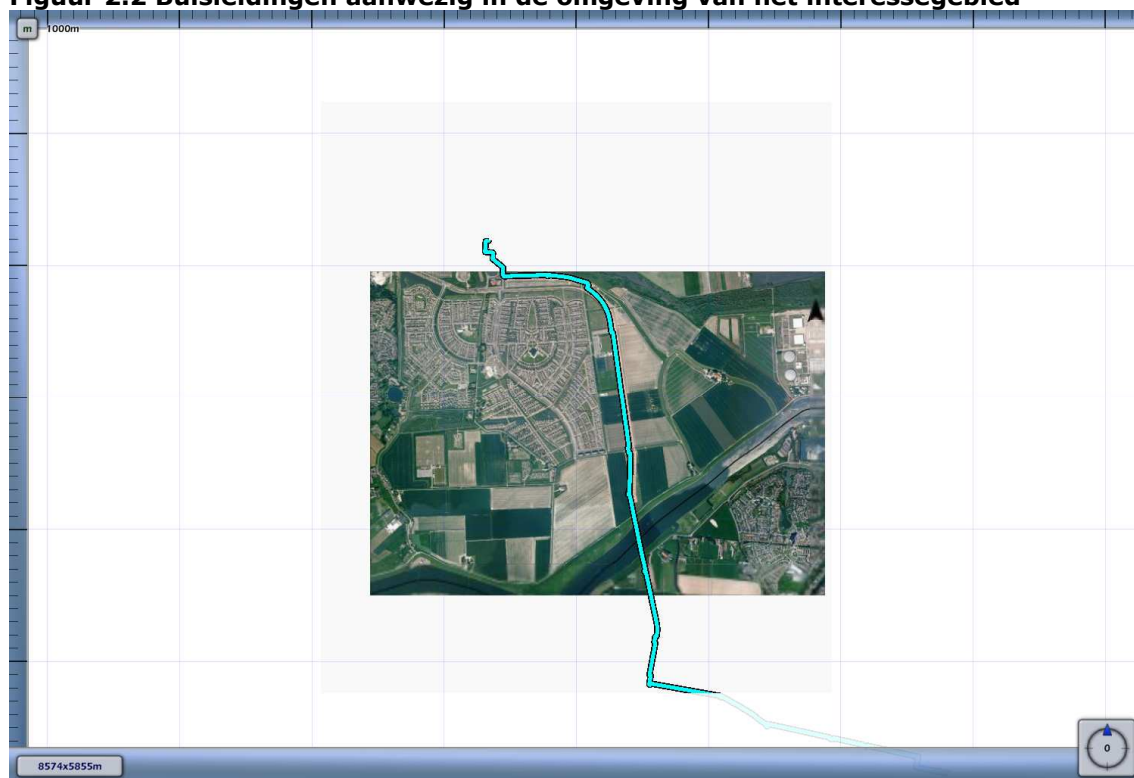 Figuur 2.2 Buisleidingen aanwezig in de omgeving van het interessegebied
m
1000m
0
8574x5855m